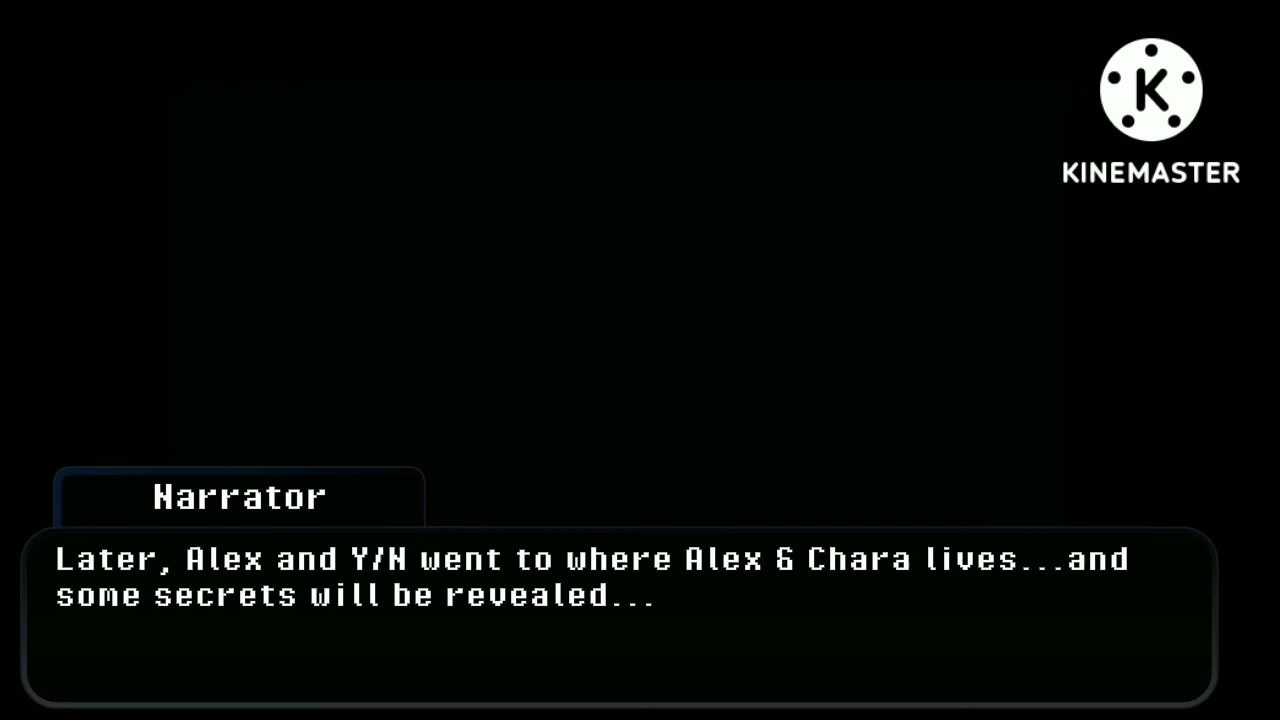 K
KINEMASTER
Narrator
Later, Alex and Y/N went to where Alex & Chara lives...and
some secrets will be revealed...